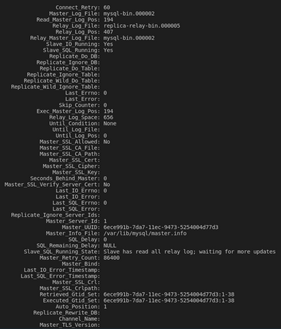 Connect_Retry: 60
Master_Log_File: mysql-bin.000002
Read_Master_Log_Pos: 194
Relay_Log_File: replica-relay-bin.000005
Relay_Log_Pos: 407
Relay_Master_Log_File: mysql-bin.000002
Slave_IO_Running: Yes
Slave_SQL_Running: Yes
Replicate_Do_DB:
Replicate_Ignore_DB:
Replicate_Do_Table:
Replicate_Ignore_Table:
Replicate_Wild_Do_Table:
Replicate_Wild_Ignore_Table:
Last_Errno: 0
Last_Error:
Skip_Counter: 0
Exec_Master_Log_Pos: 194
Relay_Log_Space: 656
Until_Condition: None
Until_Log_File:
Until_Log_Pos: 0
Master_SSL_Allowed: No
Master_SSL_CA_File:
Master_SSL_CA_Path:
Master_SSL_Cert:
Master_SSL_Cipher:
Master_SSL_Key:
Seconds_Behind_Master: 0
Master_SSL_Verify_Server_Cert: No
Last_IO_Errno: 0
Last_IO_Error:
Last_SQL_Errno: 0
Last_SQL_Error:
Replicate_Ignore_Server_Ids:
Master_Server_Id: 1
Master_UUID: 6ece991b-7da7-11ec-9473-5254004d77d3
Master_Info_File: /var/lib/mysql/master.info
SQL_Delay: 0
SQL_Remaining_Delay: NULL
Slave_SQL_Running_State: Slave has read all relay log; waiting for more updates
Master_Retry_Count: 86400
Master_Bind:
Last_IO_Error_Timestamp:
Last_SQL_Error_Timestamp:
Master_SSL_Crl:
Master_SSL_Crlpath:
Retrieved_Gtid_Set: 6ece991b-7da7-11ec-9473-5254004d77d3:1-38
Executed_Gtid_Set: 6ece991b-7da7-11ec-9473-5254004d77d3:1-38
Auto_Position: 1
Replicate_Rewrite_DB:
Channel_Name:
Master_TLS_Version: